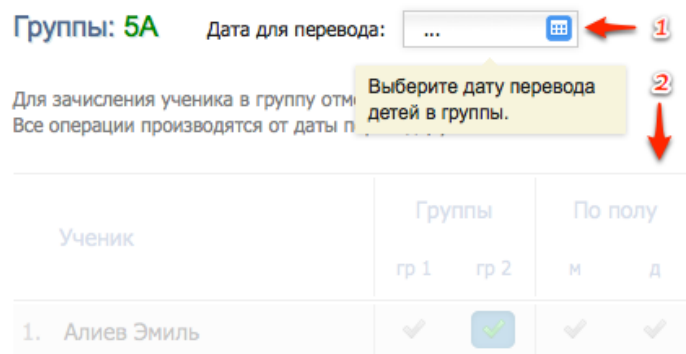 Группы: 5А Дата для перевода: ... 1
Выберите дату перевода
детей в группы.
2
Для зачисления ученика в группу
Все операции производятся от даты
Группы По полу
Ученик
гр 1 гр 2 м д
1. Алиев Эмиль